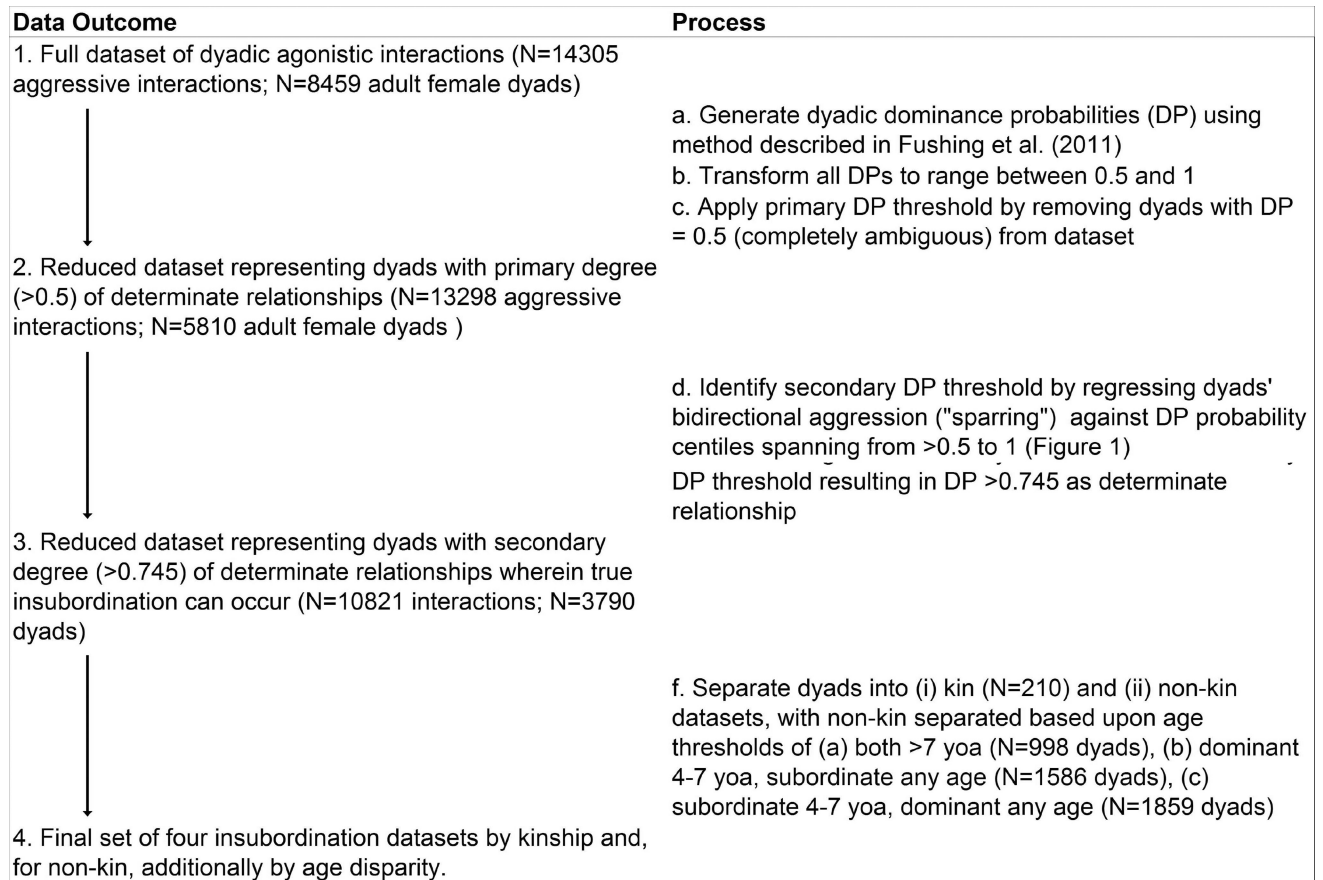 Data Outcome
Process
1. Full dataset of dyadic agonistic interactions (N=14305
aggressive interactions; N=8459 adult female dyads)
a. Generate dyadic dominance probabilities (DP) using
method described in Fushing et al. (2011)
b. Transform all DPs to range between 0.5 and 1
c. Apply primary DP threshold by removing dyads with DP
= 0.5 (completely ambiguous) from dataset
2. Reduced dataset representing dyads with primary degree
(>0.5) of determinate relationships (N=13298 aggressive
interactions; N=5810 adult female dyads )
d. Identify secondary DP threshold by regressing dyads'
bidirectional aggression ("sparring")  against DP probability
centiles spanning from >0.5 to 1 (Figure 1)
DP threshold resulting in DP >0.745 as determinate
relationship
3. Reduced dataset representing dyads with secondary
degree (>0.745) of determinate relationships wherein true
insubordination can occur (N=10821 interactions; N=3790
dyads)
f. Separate dyads into (i) kin (N=210) and (ii) non-kin
datasets, with non-kin separated based upon age
thresholds of (a) both >7 yoa (N=998 dyads), (b) dominant
4-7 yoa, subordinate any age (N=1586 dyads), (c)
subordinate 4-7 yoa, dominant any age (N=1859 dyads)
4. Final set of four insubordination datasets by kinship and,
for non-kin, additionally by age disparity.